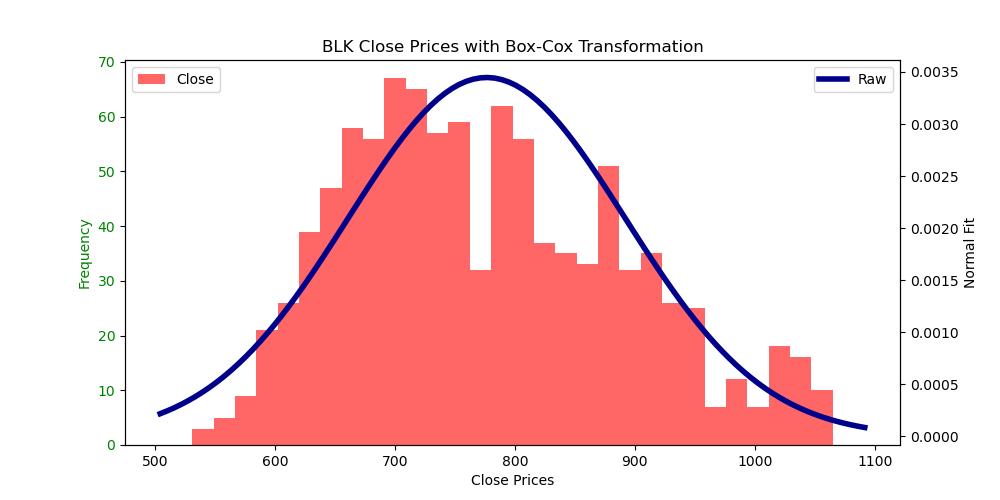 BLK Close Prices with Box-Cox Transformation
Close
Raw
70
60
50
40
30
20
10
0
Frequency
0.0035
0.0030
0.0025
0.0020
0.0015
0.0010
0.0005
0.0000
Normal Fit
500 600 700 800 900 1000 1100
Close Prices